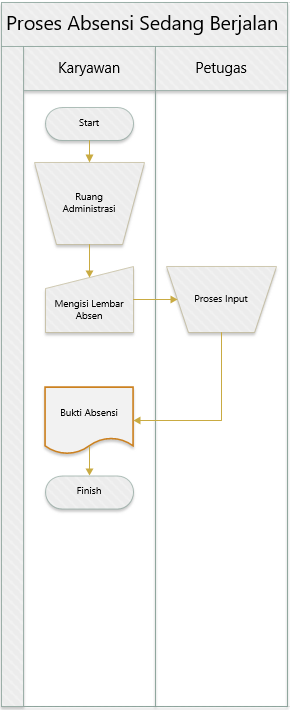 Proses Absensi Sedang Berjalan
Karyawan
Petugas
Start
Ruang
Administrasi
Mengisi Lembar
Absen
Proses Input
Bukti Absensi
Finish